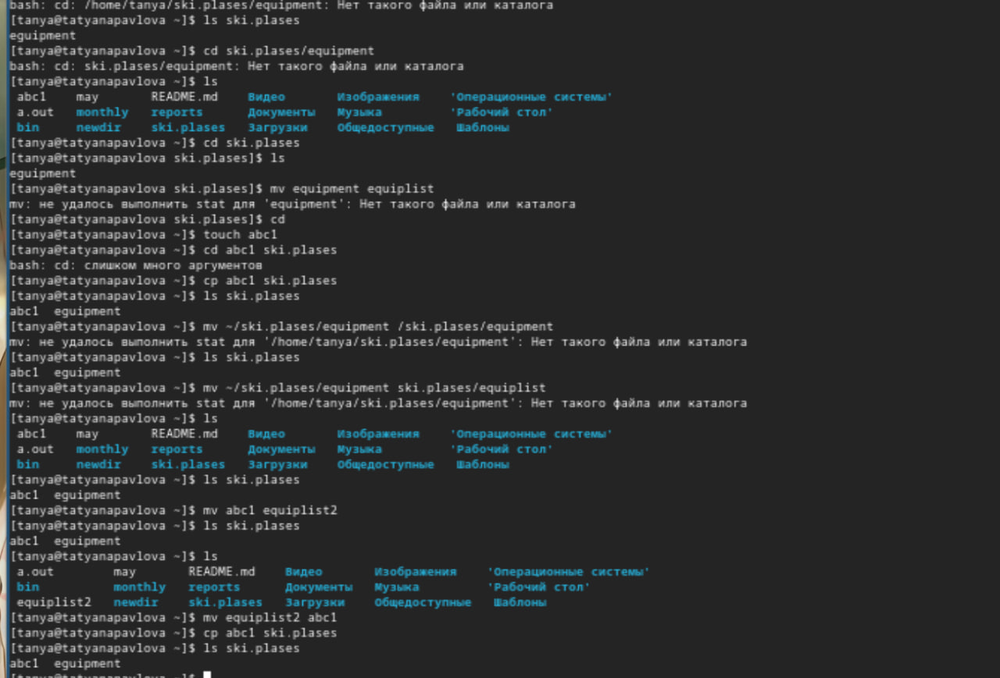 bash: cd: /home/tanya/ski.plases/equipment: Нет такого файла или каталога
[tanya@tatyanapavlova ~]$ ls ski.plases
eguipment
[tanya@tatyanapavlova ~]$ cd ski.plases/equipment
bash: cd: ski.plases/equipment: Нет такого файла или каталога
[tanya@tatyanapavlova ~]$ ls
abc1 may README.md Видео Изображения 'Операционные системы'
a.out monthly reports Документы Музыка 'Рабочий стол'
bin newdir ski.plases Загрузки Общедоступные Шаблоны
[tanya@tatyanapavlova ~]$ cd ski.plases
[tanya@tatyanapavlova ski.plases]$ ls
eguipment
[tanya@tatyanapavlova ski.plases]$ mv equipment equiplist
mv: не удалось выполнить stat для 'equipment': Нет такого файла или каталога
[tanya@tatyanapavlova ski.plases]$ cd
[tanya@tatyanapavlova ~]$ touch abc1
[tanya@tatyanapavlova ~]$ cd abc1 ski.plases
bash: cd: слишком много аргументов
[tanya@tatyanapavlova ~]$ cp abc1 ski.plases
[tanya@tatyanapavlova ~]$ ls ski.plases
abc1 eguipment
[tanya@tatyanapavlova ~]$ mv ~/ski.plases/equipment /ski.plases/equipment
mv: не удалось выполнить stat для '/home/tanya/ski.plases/equipment': Нет такого файла или каталога
[tanya@tatyanapavlova ~]$ ls ski.plases
abc1 eguipment
[tanya@tatyanapavlova ~]$ mv ~/ski.plases/equipment ski.plases/equiplist
mv: не удалось выполнить stat для '/home/tanya/ski.plases/equipment': Нет такого файла или каталога
[tanya@tatyanapavlova ~]$ ls
abc1 may README.md Видео Изображения 'Операционные системы'
a.out monthly reports Документы Музыка 'Рабочий стол'
bin newdir ski.plases Загрузки Общедоступные Шаблоны
[tanya@tatyanapavlova ~]$ ls ski.plases
abc1 eguipment
[tanya@tatyanapavlova ~]$ mv abc1 equiplist2
[tanya@tatyanapavlova ~]$ ls ski.plases
abc1 eguipment
[tanya@tatyanapavlova ~]$ ls
a.out may README.md Видео Изображения 'Операционные системы'
bin monthly reports Документы Музыка 'Рабочий стол'
equiplist2 newdir ski.plases Загрузки Общедоступные Шаблоны
[tanya@tatyanapavlova ~]$ mv equiplist2 abc1
[tanya@tatyanapavlova ~]$ cp abc1 ski.plases
[tanya@tatyanapavlova ~]$ ls ski.plases
abc1 eguipment
[tanya@tatyanapavlova ~]$